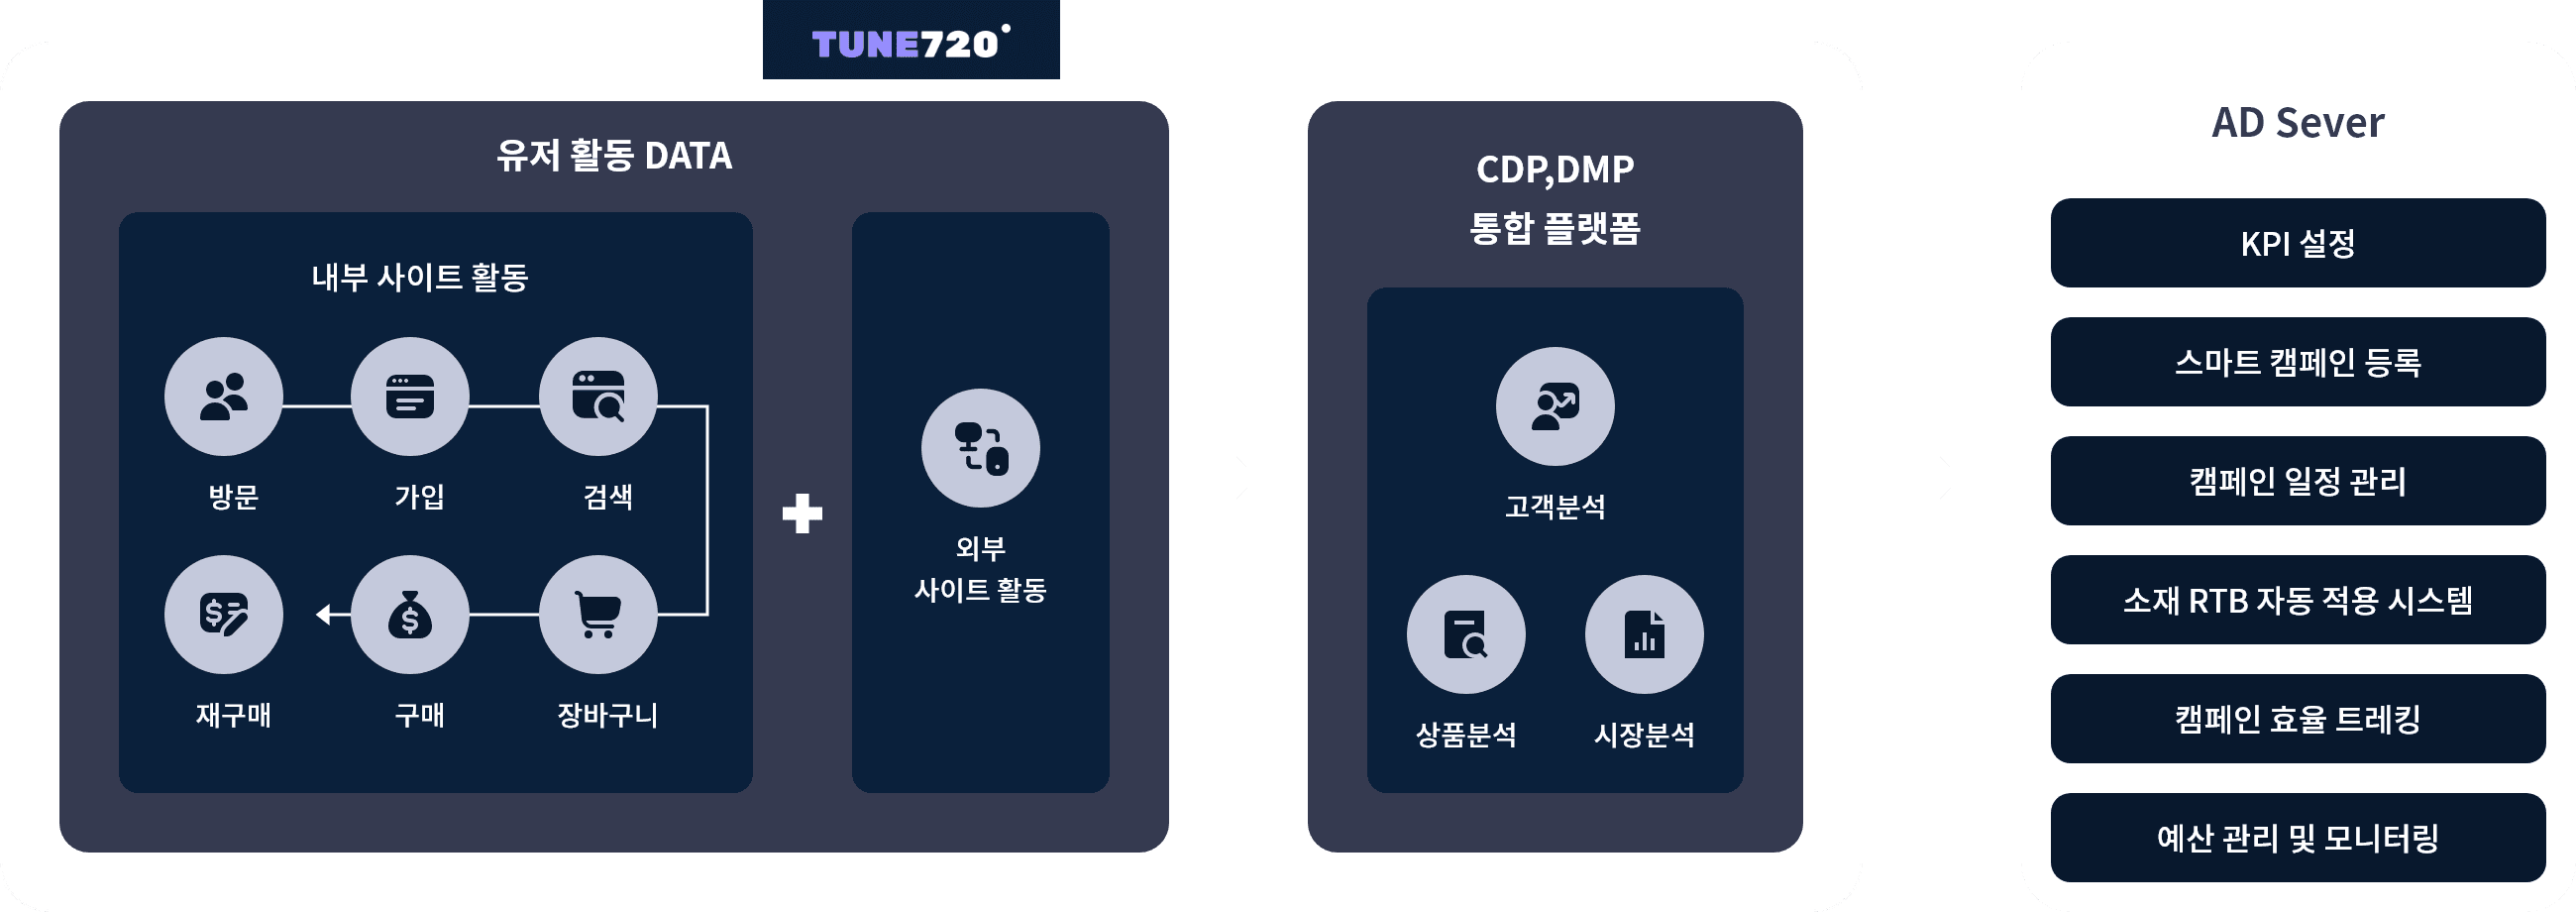 TUNE720
유저 활동 DATA
내부 사이트 활동
방문
가입
검색
재구매
구매
장바구니
외부
사이트 활동
CDP,DMP
통합 플랫폼
고객분석
상품분석
시장분석
AD Sever
KPI 설정
스마트 캠페인 등록
캠페인 일정 관리
소재 RTB 자동 적용 시스템
캠페인 효율 트레킹
예산 관리 및 모니터링